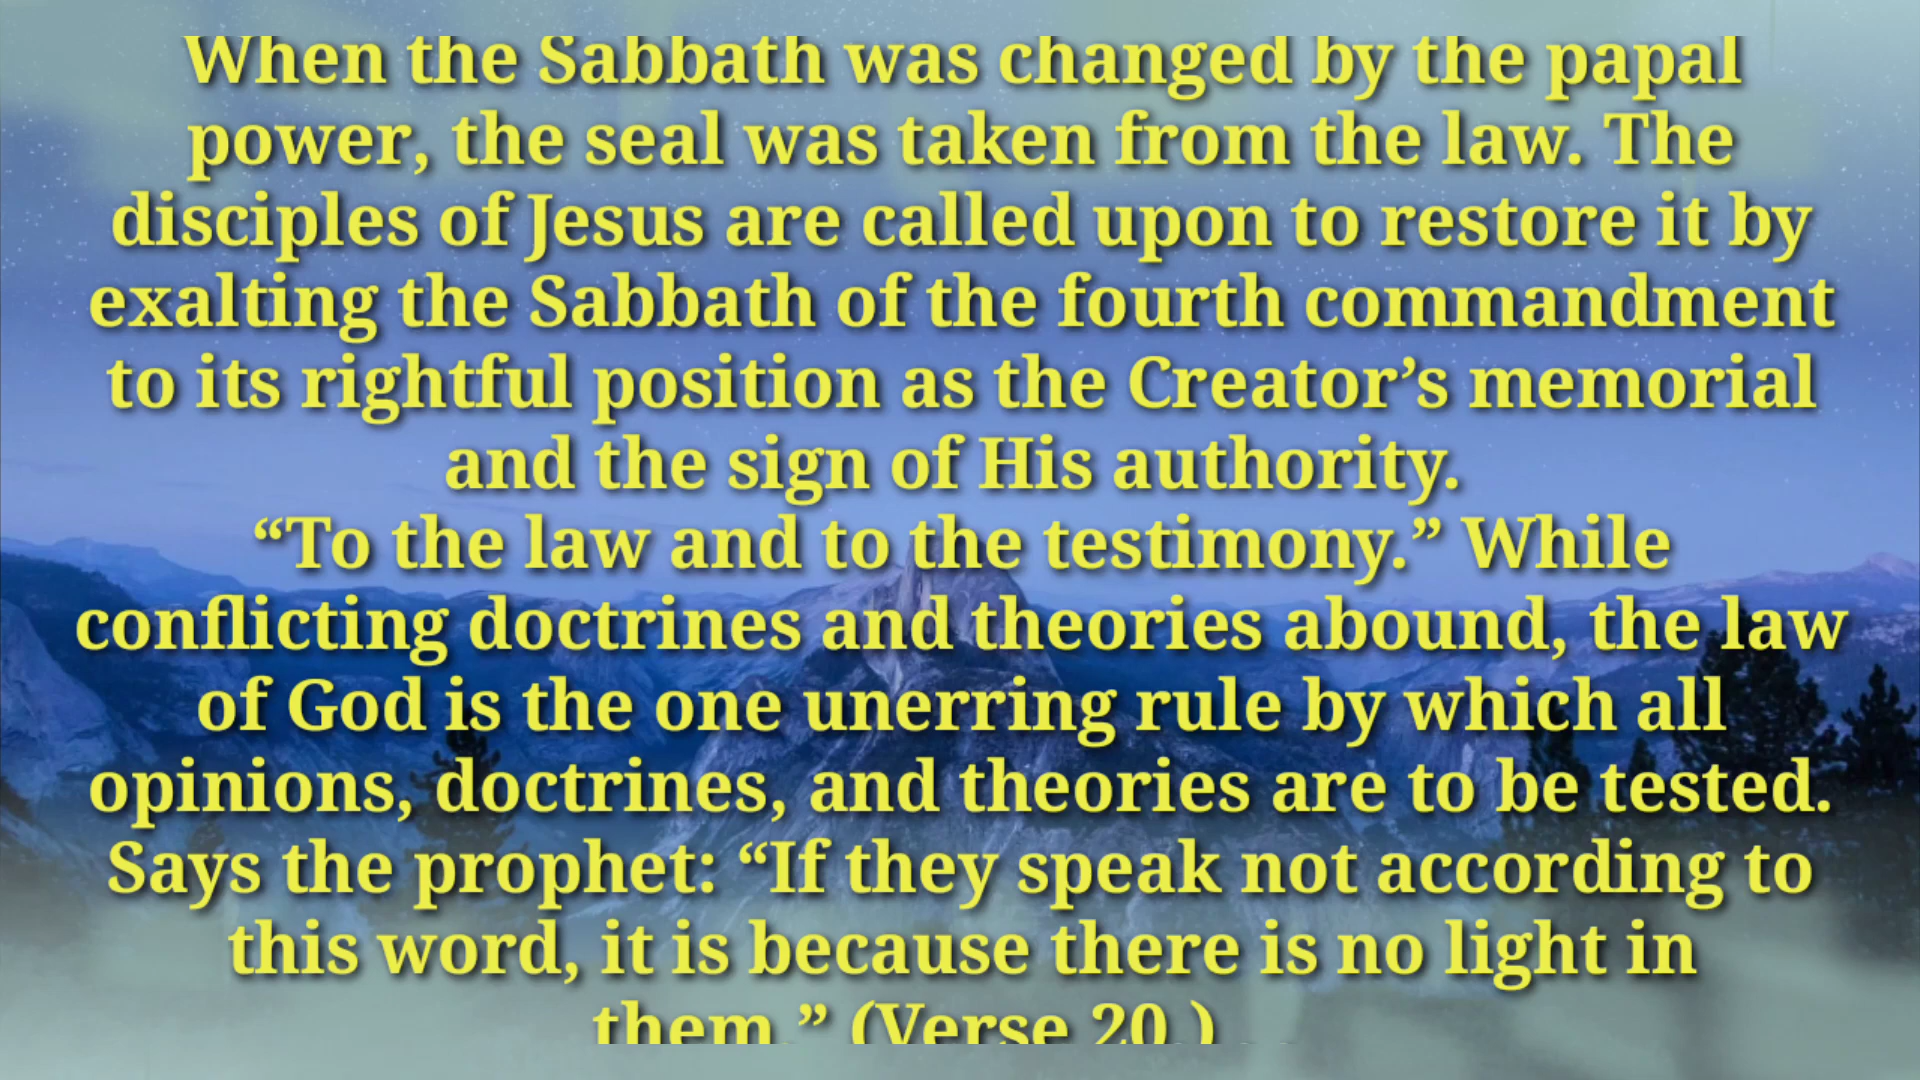 When the Sabbath was changed by the papal
power, the seal was taken from the law. The
disciples of Jesus are called upon to restore it by
exalting the Sabbath of the fourth commandment
to its rightful position as the Creator’s memorial
and the sign of His authority.
“To the law and to the testimony.” While
conflicting doctrines and theories abound, the law
of God is the one unerring rule by which all
opinions, doctrines, and theories are to be tested.
Says the prophet: “If they speak not according to
this word, it is because there is no light in
them.” (Verse 20.)